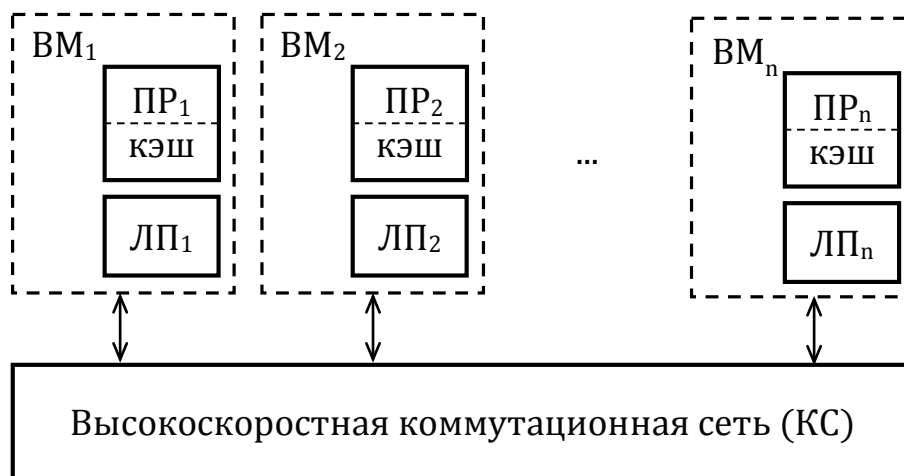 ВМ₁
ПР₁
кэш
ЛП₁
ВМ₂
ПР₂
кэш
ЛП₂
...
ВМₙ
ПРₙ
кэш
ЛПₙ
Высокоскоростная коммутационная сеть (КС)